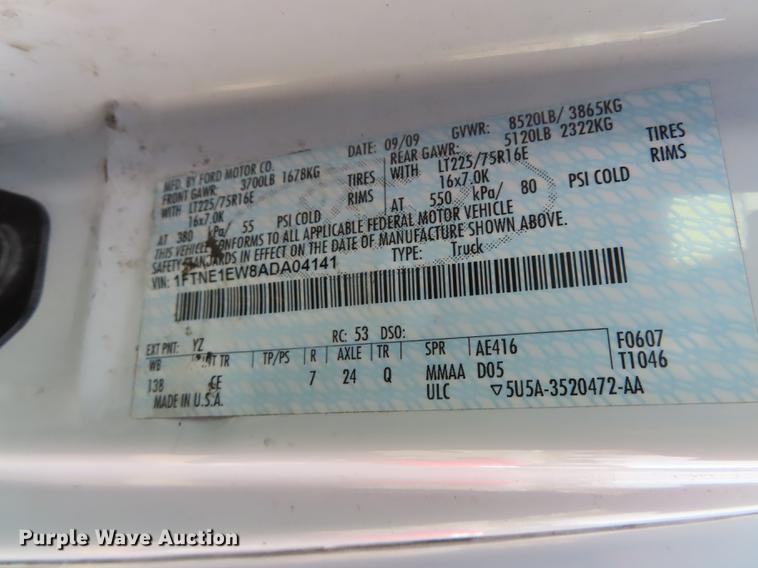 MFD. BY FORD MOTOR CO.
DATE: 09/09 GVWR: 8520LB/ 3865KG
FRONT GAWR: 3700LB 1678KG
REAR GAWR: 5120LB 2322KG
WITH LT225/75R16E TIRES
WITH LT225/75R16E TIRES
16x7.0K RIMS
16x7.0K RIMS
AT 380 kPa/ 55 PSI COLD
AT 550 kPa/ 80 PSI COLD
THIS VEHICLE CONFORMS TO ALL APPLICABLE FEDERAL MOTOR VEHICLE
SAFETY STANDARDS IN EFFECT ON THE DATE OF MANUFACTURE SHOWN ABOVE.
VIN: 1FTNE1EW8ADA04141 TYPE: Truck
EXT PNT: YZ RC: 53 DSO:
WB INT TR TP/PS R AXLE TR SPR AE416 F0607
138 CE 7 24 Q MMAA D05 T1046
MADE IN U.S.A. ULC ▽5U5A-3520472-AA
Purple Wave Auction